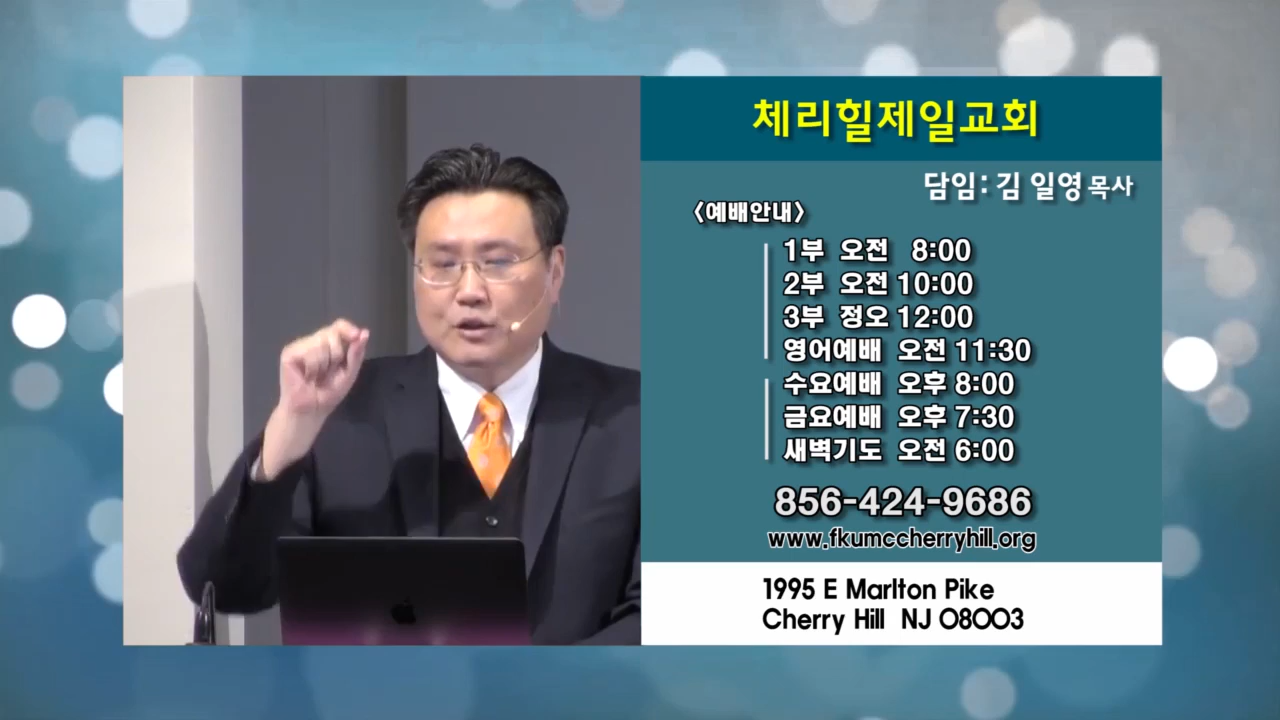 체리힐제일교회
담임: 김 일영 목사
<예배안내>
1부 오전 8:00
2부 오전 10:00
3부 정오 12:00
영어예배 오전 11:30
수요예배 오후 8:00
금요예배 오후 7:30
새벽기도 오전 6:00
856-424-9686
www.fkumccherryhill.org
1995 E Marlton Pike
Cherry Hill NJ 08003